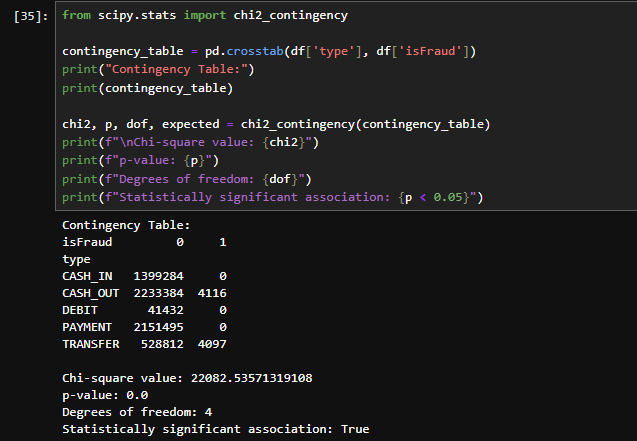 [35]: from scipy.stats import chi2_contingency
contingency_table = pd.crosstab(df['type'], df['isFraud'])
print("Contingency Table:")
print(contingency_table)
chi2, p, dof, expected = chi2_contingency(contingency_table)
print(f"\nChi-square value: {chi2}")
print(f"p-value: {p}")
print(f"Degrees of freedom: {dof}")
print(f"Statistically significant association: {p < 0.05}")
Contingency Table:
isFraud 0 1
type
CASH_IN 1399284 0
CASH_OUT 2233384 4116
DEBIT 41432 0
PAYMENT 2151495 0
TRANSFER 528812 4097
Chi-square value: 22082.53571319108
p-value: 0.0
Degrees of freedom: 4
Statistically significant association: True